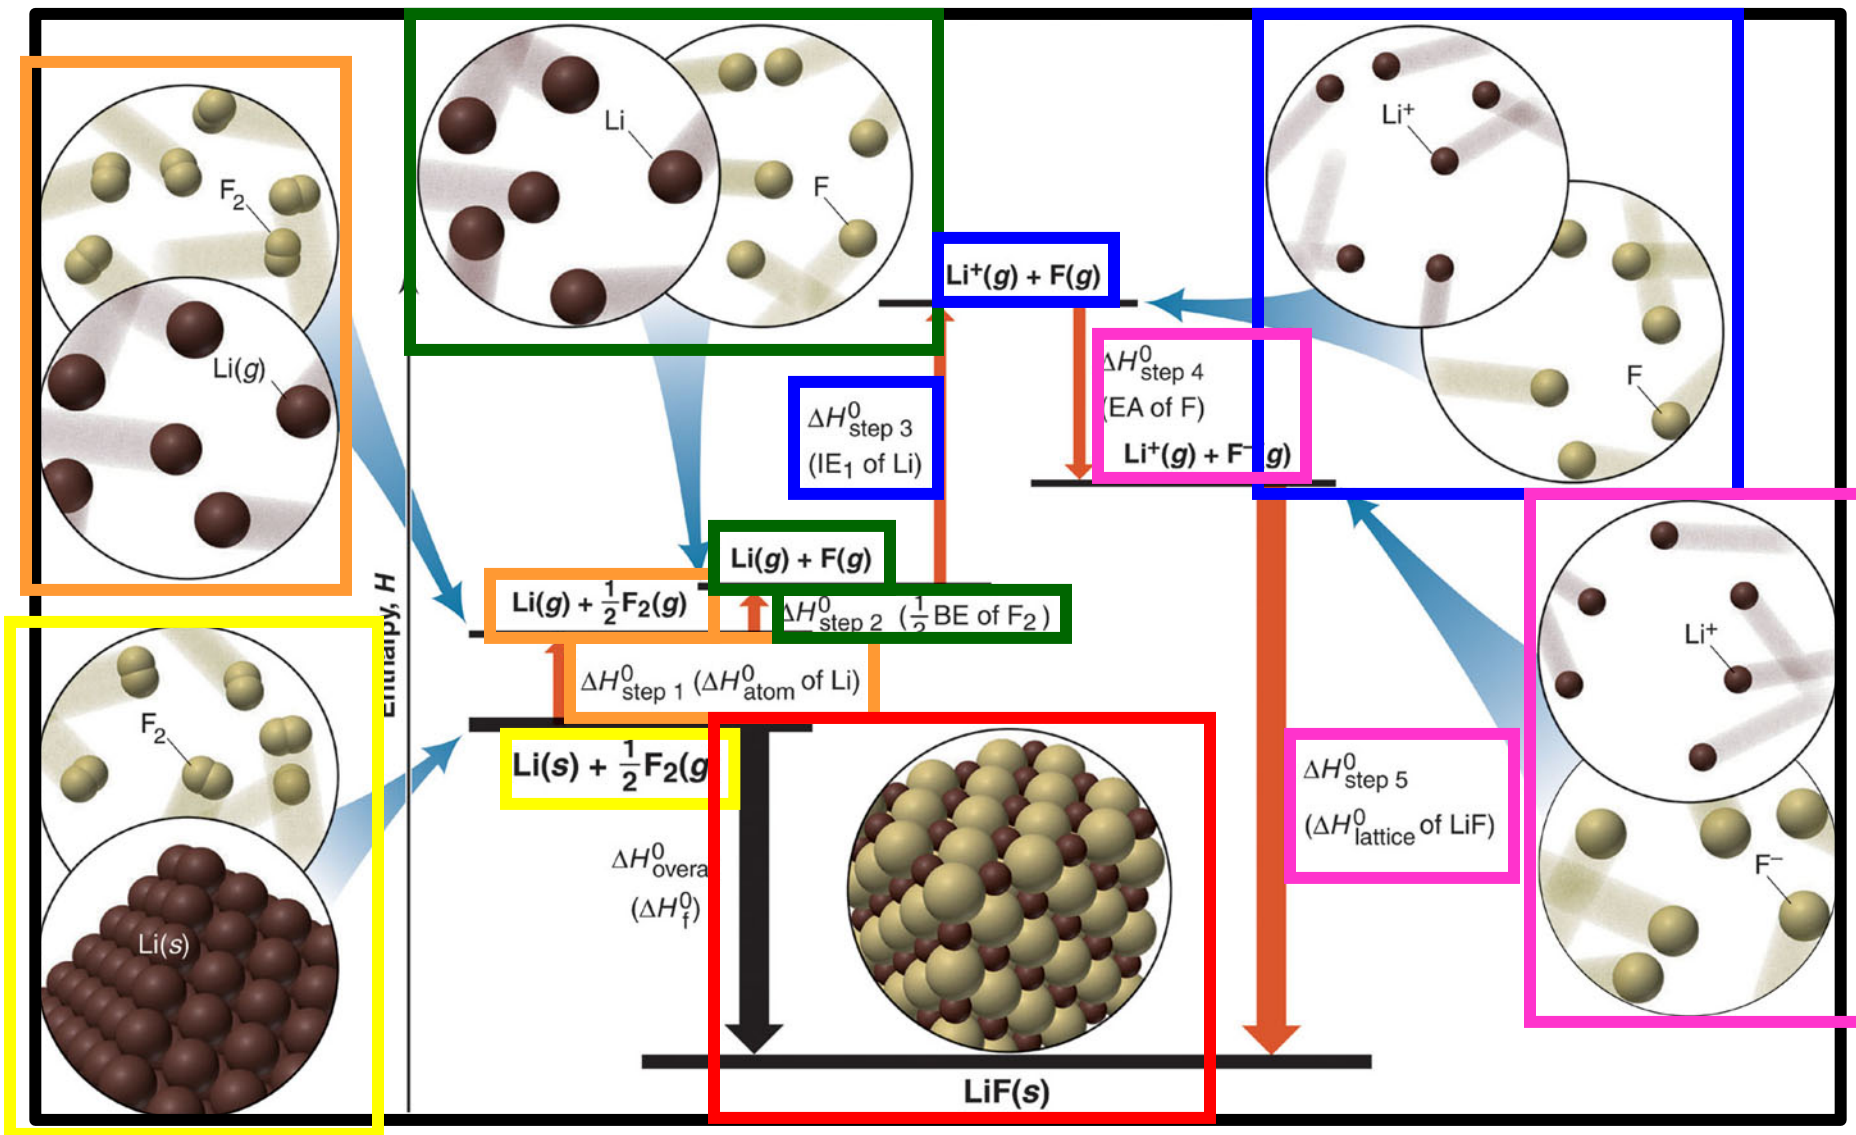 F₂
Li(g)
F₂
Li(s)
Enthalpy, H
Li
F
Li⁺(g) + F(g)
Li⁺
F
ΔH⁰step 3
(IE₁ of Li)
ΔH⁰step 4
(EA of F)
Li⁺(g) + F⁻(g)
Li(g) + F(g)
Li(g) + ½F₂(g)
ΔH⁰step 2 (½ BE of F₂)
ΔH⁰step 1 (ΔH⁰atom of Li)
Li(s) + ½F₂(g
ΔH⁰overa
(ΔH⁰f)
ΔH⁰step 5
(ΔH⁰lattice of LiF)
Li⁺
F⁻
LiF(s)